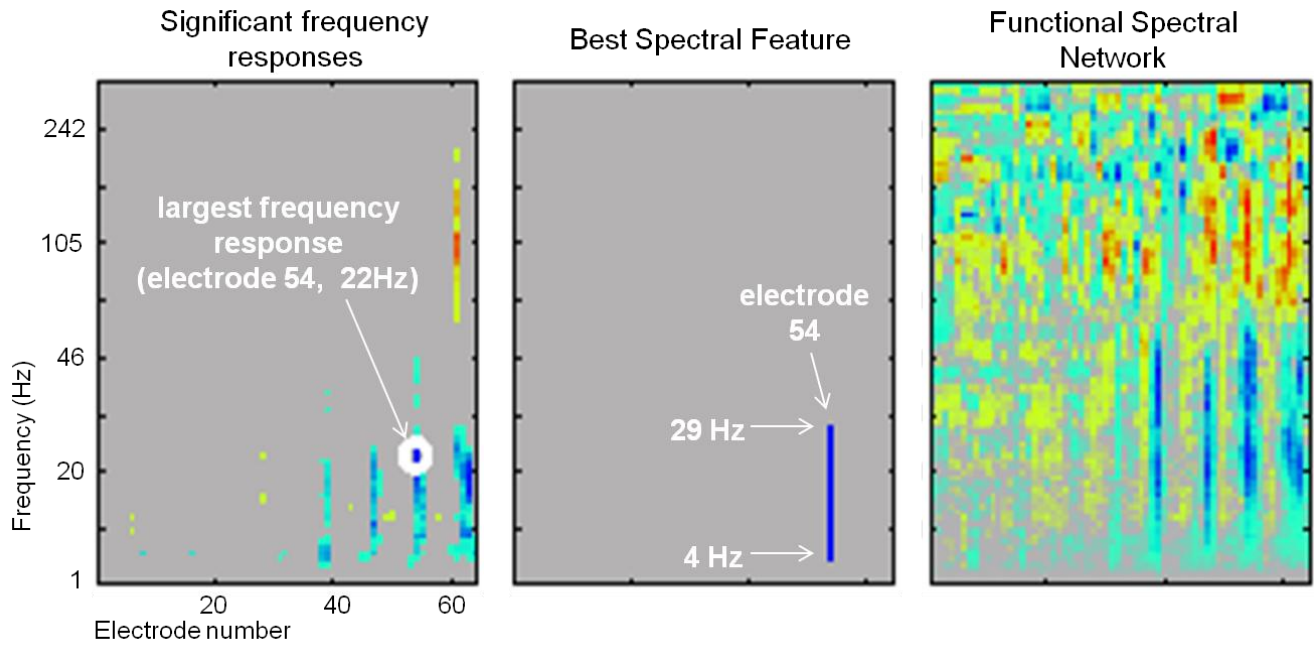 Significant frequency
responses
Best Spectral Feature
Functional Spectral
Network
242
105
46
20
1
Frequency (Hz)
largest frequency
response
(electrode 54, 22Hz)
20
40
60
Electrode number
electrode
54
29 Hz
4 Hz